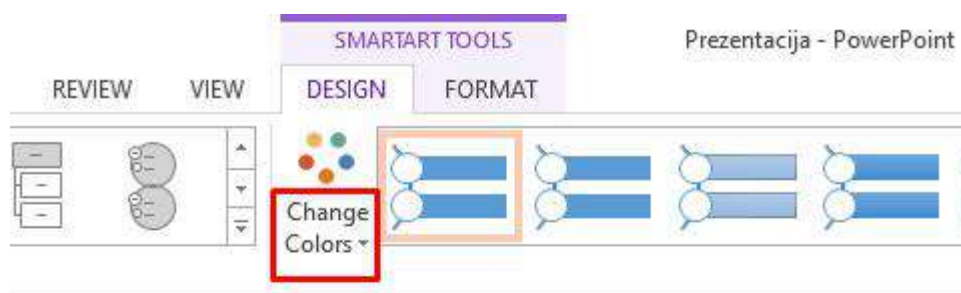 SMARTART TOOLS
Prezentacija - PowerPoint
REVIEW VIEW DESIGN FORMAT
Change
Colors